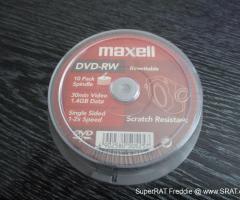 maxell
DVD-RW Rewritable
10 Pack
Spindle
30min Video
1.4GB Data
Single Sided
1-2x Speed
Scratch Resistant
DVD
SuperRAT Freddie @ www.SRAT.